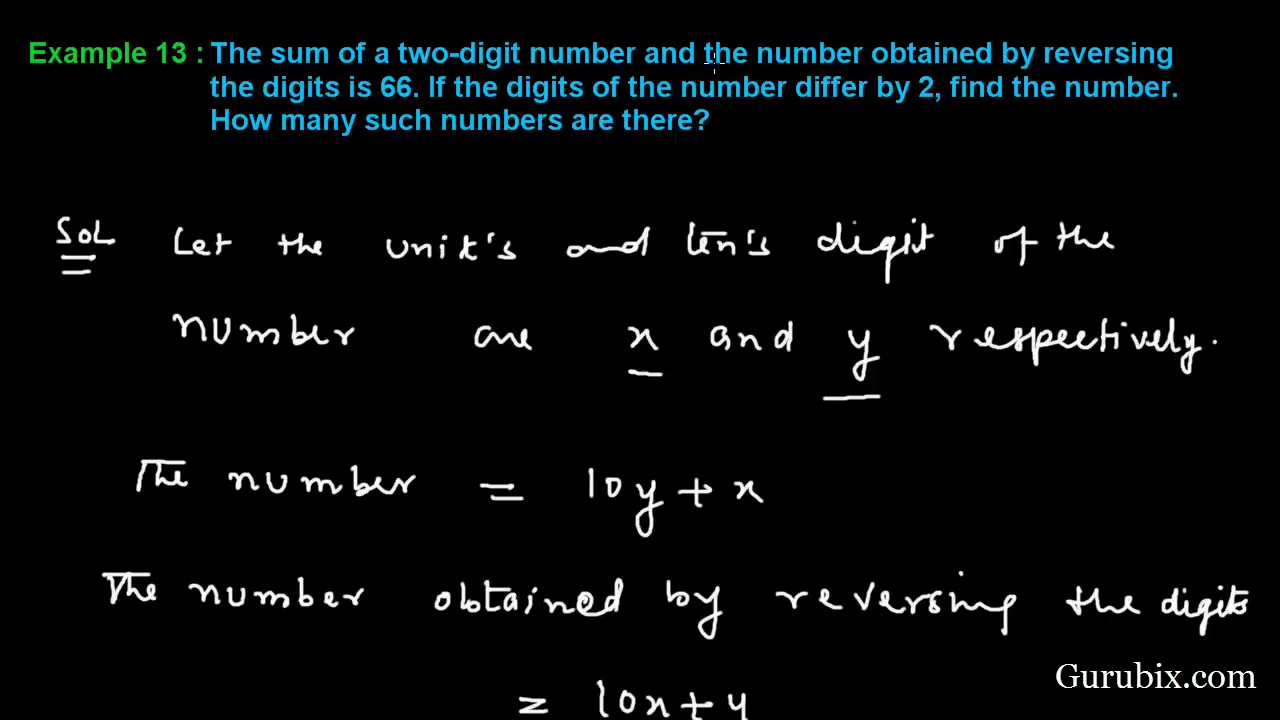 Example 13 : The sum of a two-digit number and the number obtained by reversing
the digits is 66. If the digits of the number differ by 2, find the number.
How many such numbers are there?
SOL Let the unit's and ten's digit of the
number are x and y respectively.
The number = 10y + x
The number obtained by reversing the digits
= 10x + y
Gurubix.com